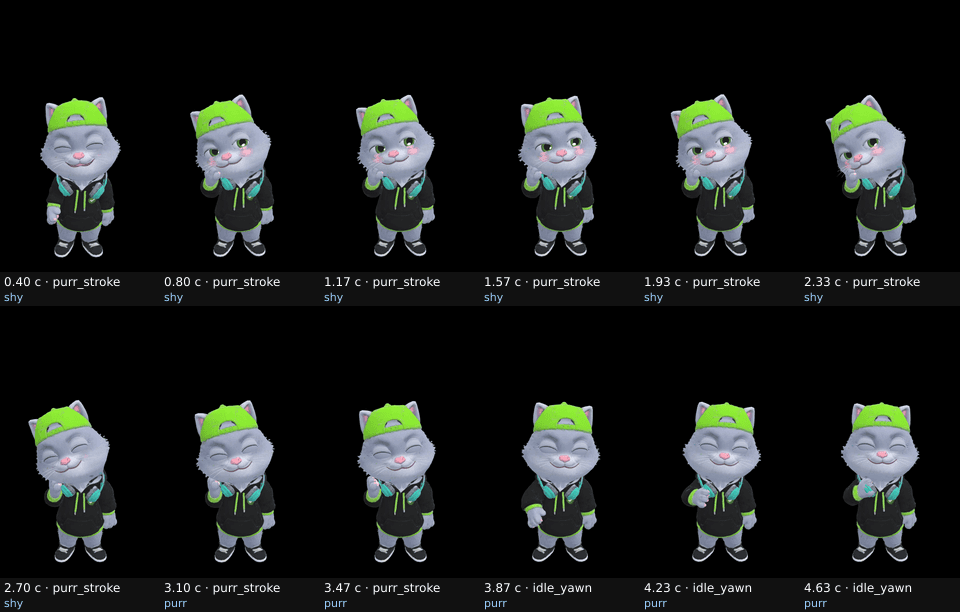 0.40 c · purr_stroke
shy
0.80 c · purr_stroke
shy
1.17 c · purr_stroke
shy
1.57 c · purr_stroke
shy
1.93 c · purr_stroke
shy
2.33 c · purr_stroke
shy
2.70 c · purr_stroke
shy
3.10 c · purr_stroke
purr
3.47 c · purr_stroke
purr
3.87 c · idle_yawn
purr
4.23 c · idle_yawn
purr
4.63 c · idle_yawn
purr